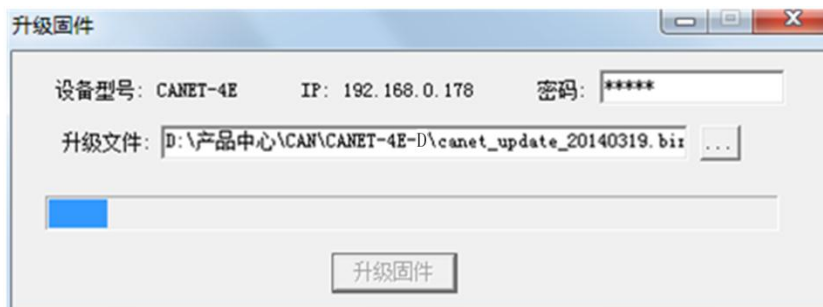 升级固件
设备型号: CANET-4E IP: 192.168.0.178 密码: *****
升级文件: D:\产品中心\CAN\CANET-4E-D\canet_update_20140319.bin ...
升级固件